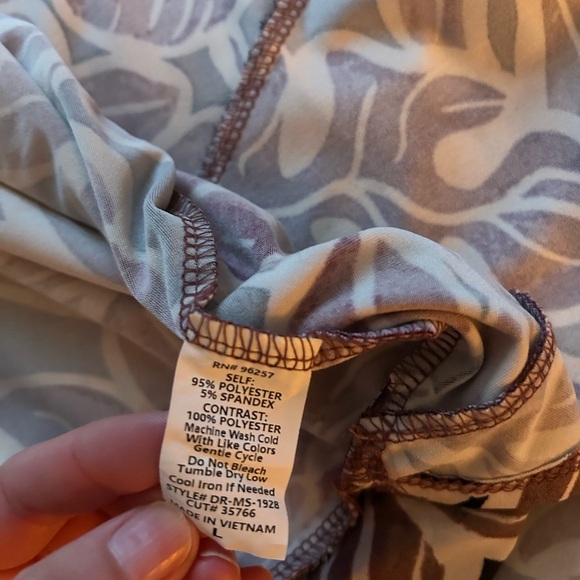 RN# 96257
SELF:
95% POLYESTER
5% SPANDEX
CONTRAST:
100% POLYESTER
Machine Wash Cold
With Like Colors
Gentle Cycle
Do Not Bleach
Tumble Dry Low
Cool Iron If Needed
STYLE# DR-MS-1928
CUT# 35766
MADE IN VIETNAM
L